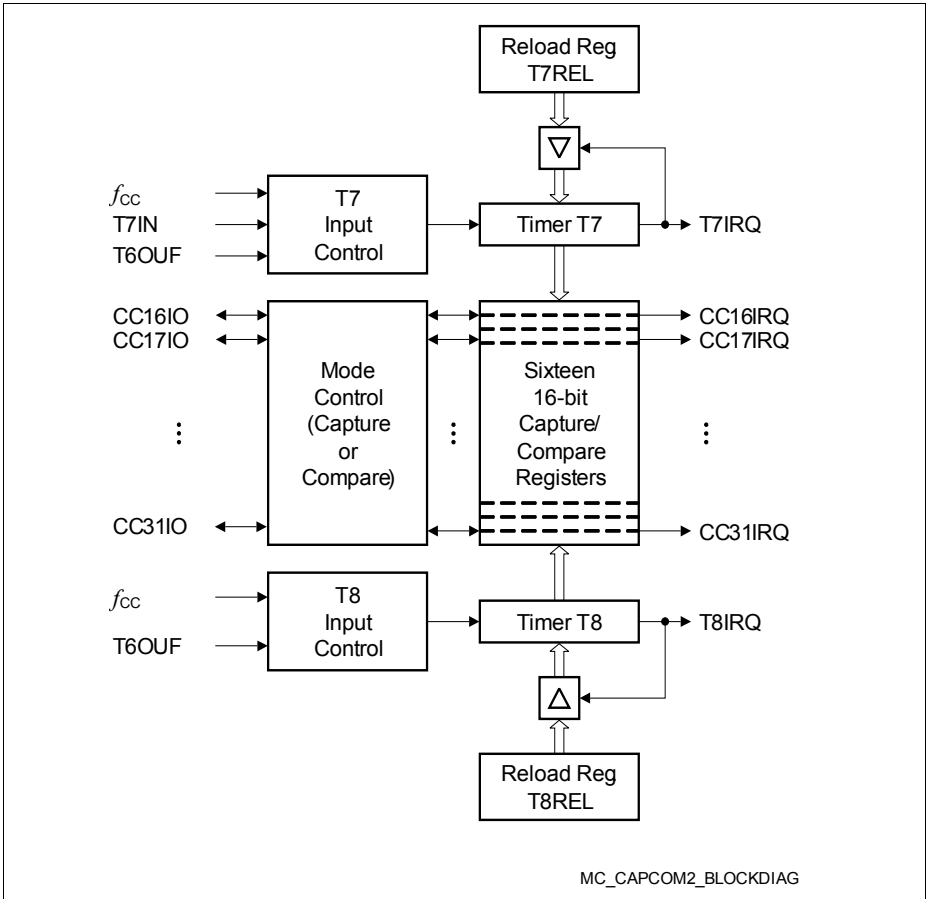 Reload Reg
T7REL
fCC
T7IN
T6OUF
T7
Input
Control
Timer T7
T7IRQ
CC16IO
CC17IO
CC31IO
Mode
Control
(Capture
or
Compare)
Sixteen
16-bit
Capture/
Compare
Registers
CC16IRQ
CC17IRQ
CC31IRQ
fCC
T6OUF
T8
Input
Control
Timer T8
T8IRQ
Reload Reg
T8REL
MC_CAPCOM2_BLOCKDIAG